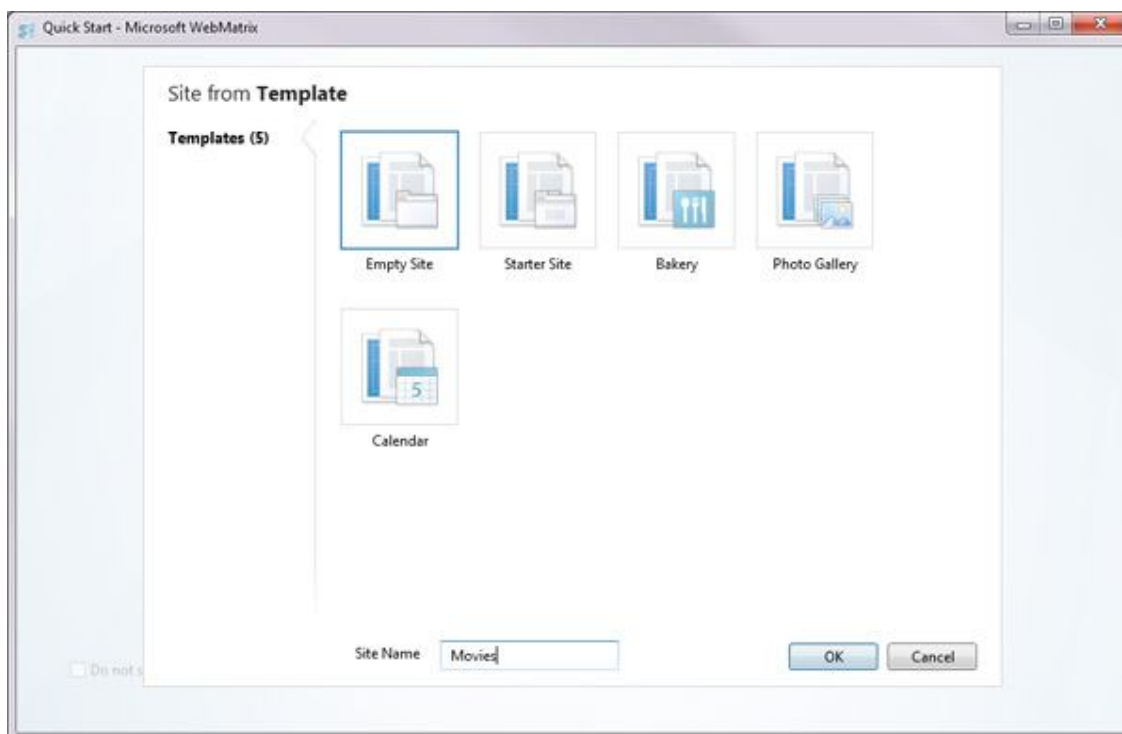 Quick Start - Microsoft WebMatrix
Site from Template
Templates (5)
Empty Site
Starter Site
Bakery
Photo Gallery
5
Calendar
Site Name
Movies
OK
Cancel
Do not s